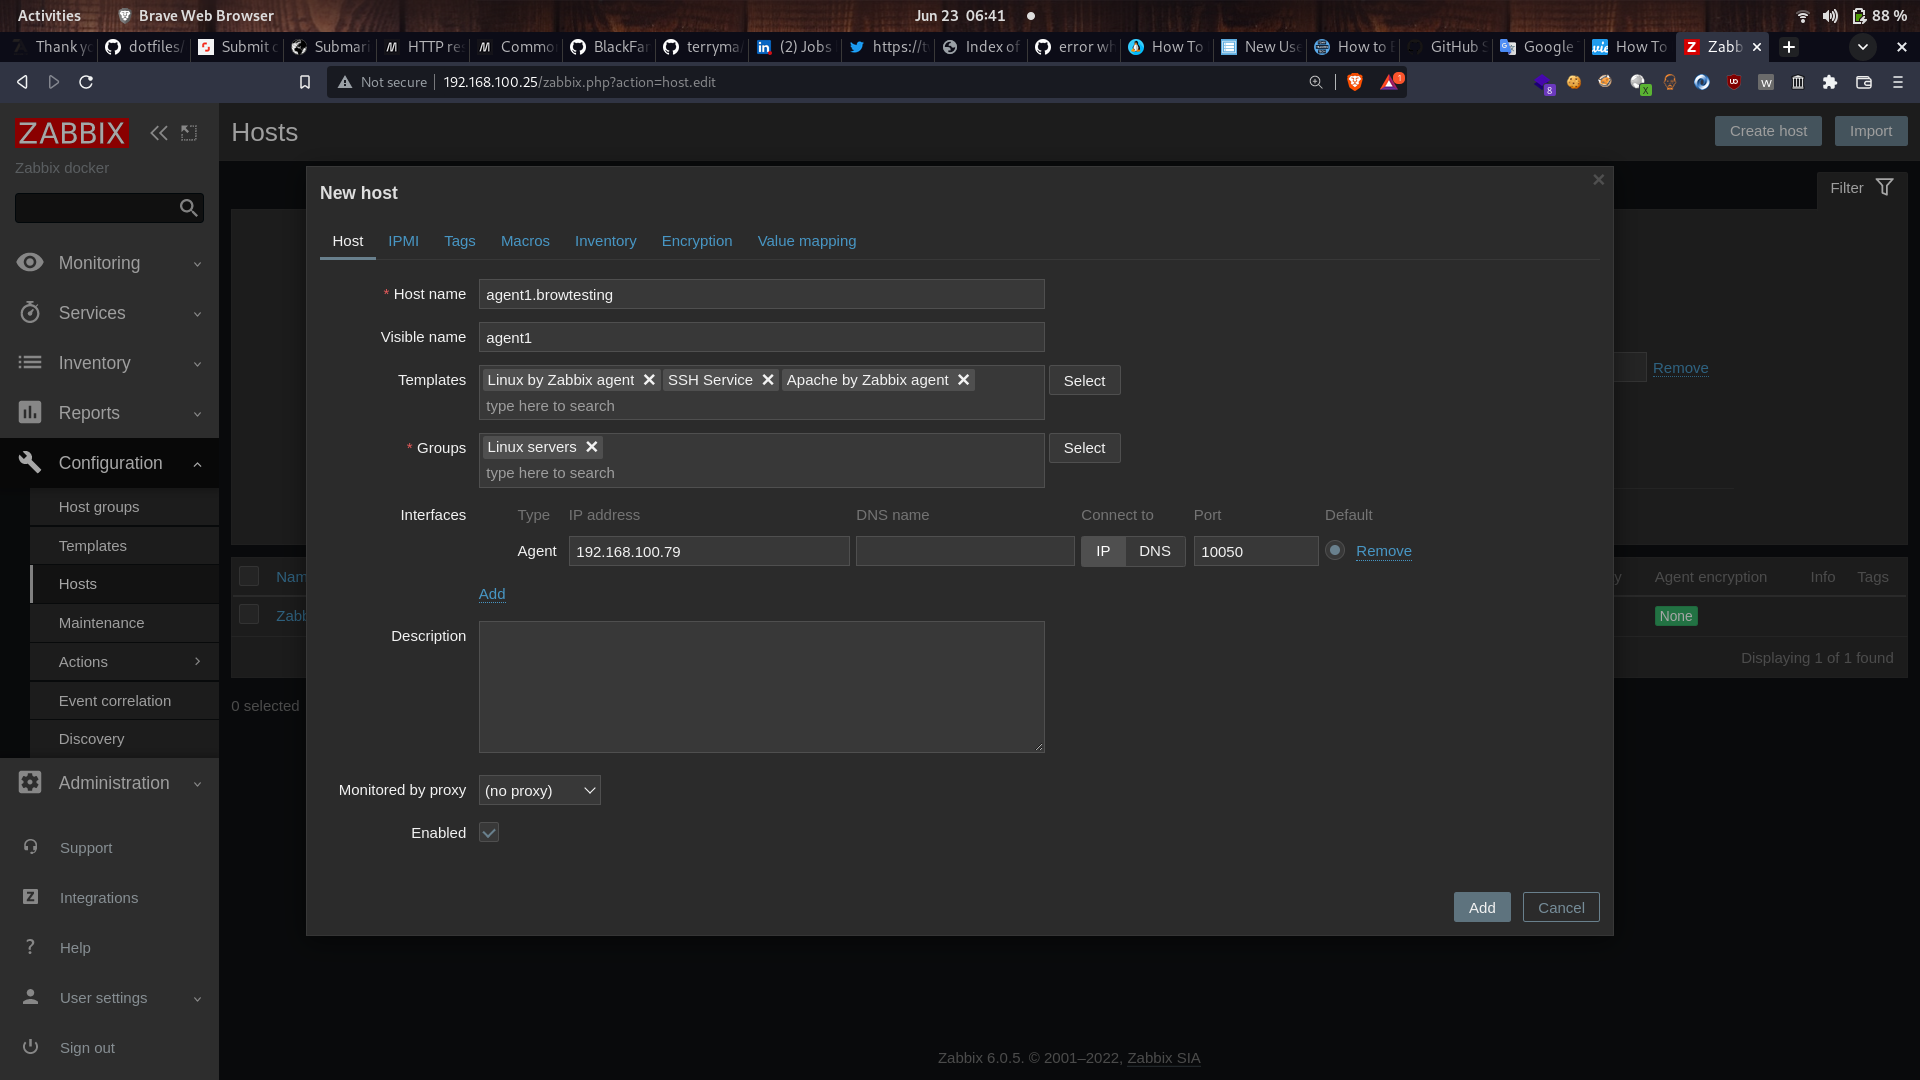 Activities
Brave Web Browser
Jun 23 06:41
88 %
Thank y
dotfiles/
Submit
Submari
HTTP re
Commo
BlackFar
terryma
(2) Jobs
https://t
Index of
error wh
How To
New Use
How to
GitHub
Google
How To
Zabb
Not secure
192.168.100.25/zabbix.php?action=host.edit
1
8
X
W
ZABBIX
Zabbix docker
Monitoring
Services
Inventory
Reports
Configuration
Host groups
Templates
Hosts
Maintenance
Actions
Event correlation
Discovery
Administration
Support
Integrations
Help
User settings
Sign out
Hosts
Create host
Import
Filter
Remove
New host
Host
IPMI
Tags
Macros
Inventory
Encryption
Value mapping
* Host name
agent1.browtesting
Visible name
agent1
Templates
Linux by Zabbix agent
SSH Service
Apache by Zabbix agent
type here to search
Select
* Groups
Linux servers
type here to search
Select
Interfaces
Type
IP address
DNS name
Connect to
Port
Default
Agent
192.168.100.79
IP
DNS
10050
Remove
Add
Description
Monitored by proxy
(no proxy)
Enabled
Add
Cancel
Nam
y
Agent encryption
Info
Tags
Zabb
None
Displaying 1 of 1 found
0 selected
Zabbix 6.0.5. © 2001–2022, Zabbix SIA